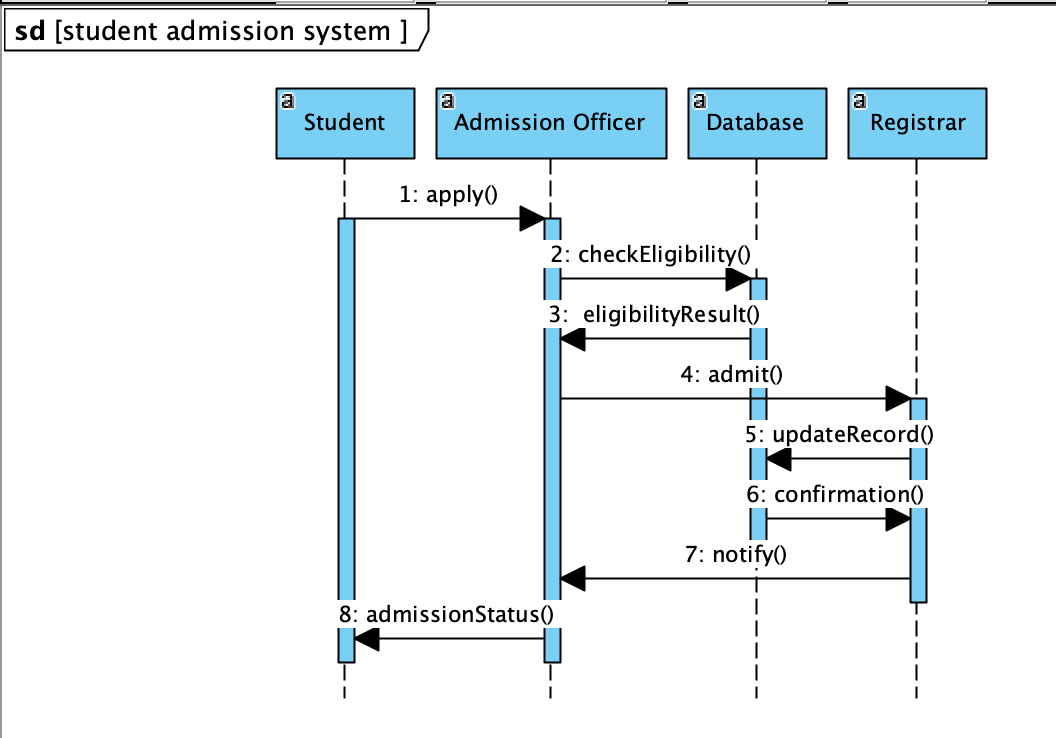 sd [student admission system ]
a
Student
a
Admission Officer
a
Database
a
Registrar
1: apply()
2: checkEligibility()
3:  eligibilityResult()
4: admit()
5: updateRecord()
6: confirmation()
7: notify()
8: admissionStatus()